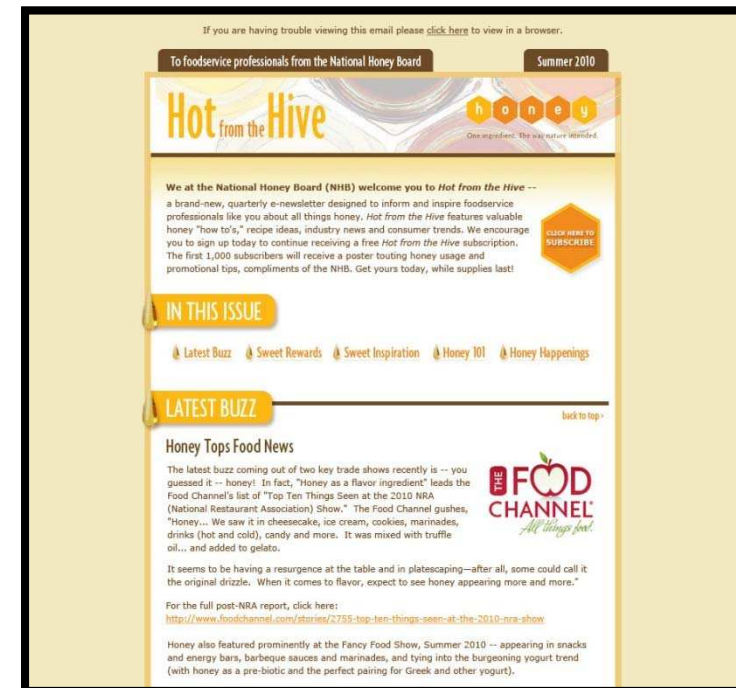 If you are having trouble viewing this email please click here to view in a browser.
To foodservice professionals from the National Honey Board
Summer 2010
Hot from the Hive
honey
One ingredient. The way nature intended.
We at the National Honey Board (NHB) welcome you to Hot from the Hive --
a brand-new, quarterly e-newsletter designed to inform and inspire foodservice
professionals like you about all things honey. Hot from the Hive features valuable
honey "how to's," recipe ideas, industry news and consumer trends. We encourage
you to sign up today to continue receiving a free Hot from the Hive subscription.
The first 1,000 subscribers will receive a poster touting honey usage and
promotional tips, compliments of the NHB. Get yours today, while supplies last!
CLICK HERE TO
SUBSCRIBE
IN THIS ISSUE
Latest Buzz Sweet Rewards Sweet Inspiration Honey 101 Honey Happenings
LATEST BUZZ
back to top ›
Honey Tops Food News
The latest buzz coming out of two key trade shows recently is -- you
guessed it -- honey! In fact, "Honey as a flavor ingredient" leads the
Food Channel's list of "Top Ten Things Seen at the 2010 NRA
(National Restaurant Association) Show." The Food Channel gushes,
"Honey... We saw it in cheesecake, ice cream, cookies, marinades,
drinks (hot and cold), candy and more. It was mixed with truffle
oil... and added to gelato.
THE FOOD
CHANNEL
All things food.
It seems to be having a resurgence at the table and in platescaping—after all, some could call it
the original drizzle. When it comes to flavor, expect to see honey appearing more and more."
For the full post-NRA report, click here:
http://www.foodchannel.com/stories/2755-top-ten-things-seen-at-the-2010-nra-show
Honey also featured prominently at the Fancy Food Show, Summer 2010 -- appearing in snacks
and energy bars, barbeque sauces and marinades, and tying into the burgeoning yogurt trend
(with honey as a pre-biotic and the perfect pairing for Greek and other yogurt).